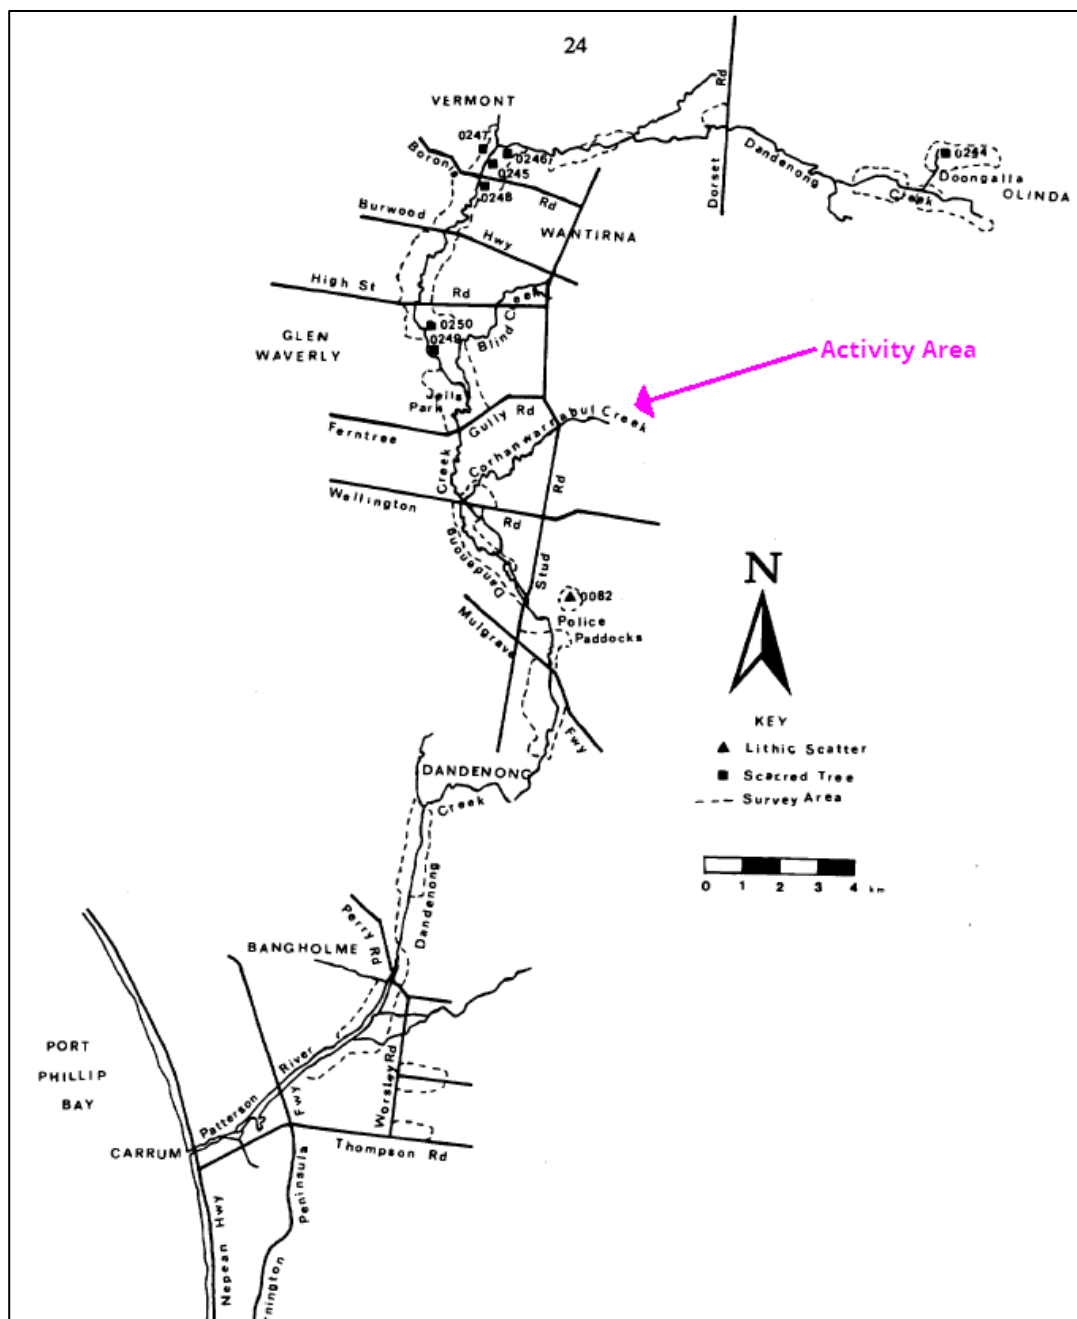 24
VERMONT
0247
0246
0245
0248
0244
Boronia Rd
Dorset Rd
Dandenong Creek
Doongalla
OLINDA
Burwood Hwy
WANTIRNA
High St Rd
Blind Creek
0250
0249
GLEN
WAVERLY
Activity Area
Jells
Park
Ferntree Gully Rd
Corhanwarrabul Creek
Creek
Wellington Rd
Dandenong
Stud Rd
N
0082
Police
Paddocks
Mulgrave Fwy
KEY
Lithic Scatter
Scacred Tree
Survey Area
DANDENONG
Creek
0 1 2 3 4 km
Dandenong
Perry Rd
BANGHOLME
PORT
PHILLIP
BAY
Patterson River
Fwy
Worsley Rd
CARRUM
Thompson Rd
Peninsula
Nepean Hwy
nington